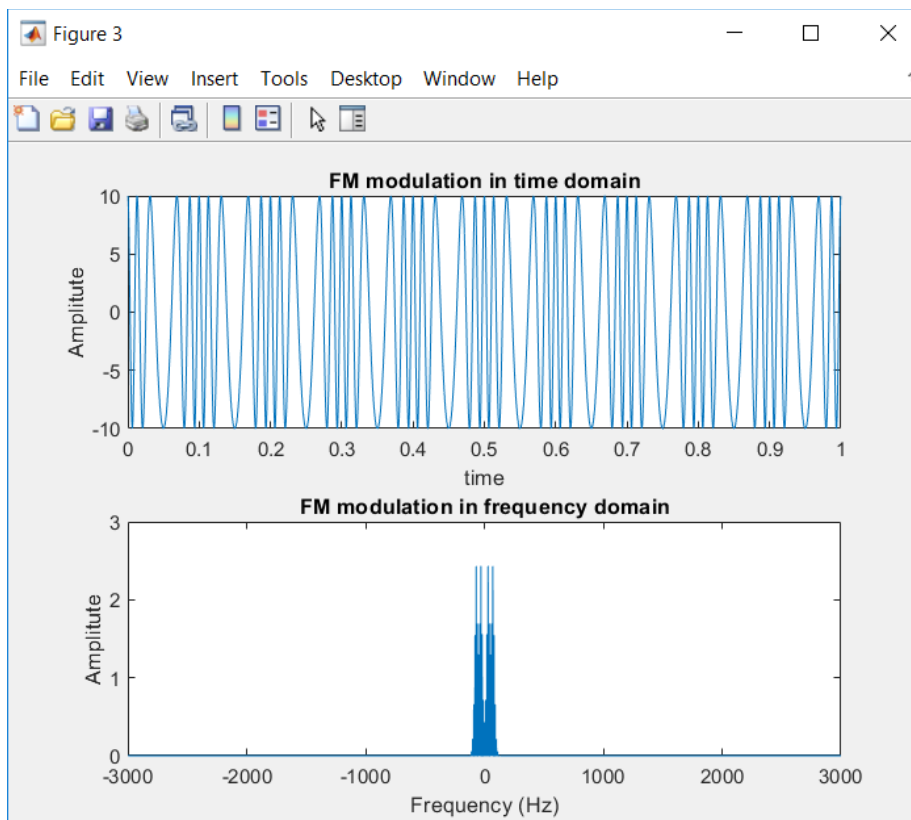 Figure 3
File Edit View Insert Tools Desktop Window Help
FM modulation in time domain
10
5
0
-5
-10
Amplitute
0 0.1 0.2 0.3 0.4 0.5 0.6 0.7 0.8 0.9 1
time
FM modulation in frequency domain
3
2
1
0
Amplitute
-3000 -2000 -1000 0 1000 2000 3000
Frequency (Hz)